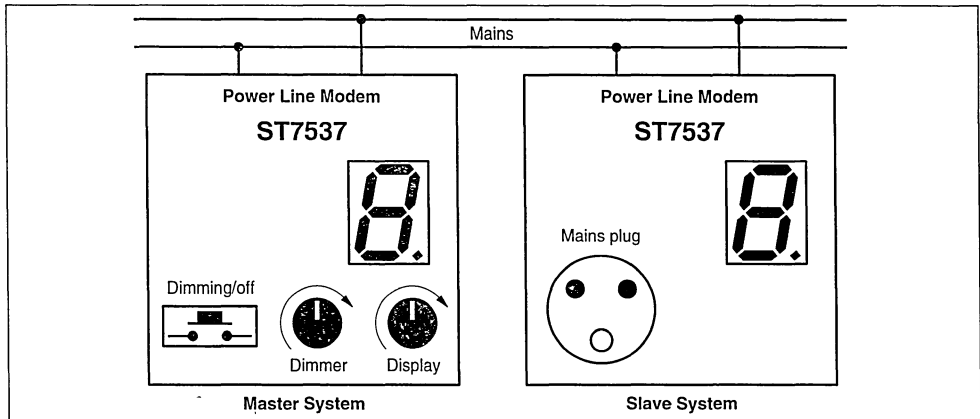 Mains
Power Line Modem
ST7537
Dimming/off
Dimmer
Display
Master System
Power Line Modem
ST7537
Mains plug
Slave System